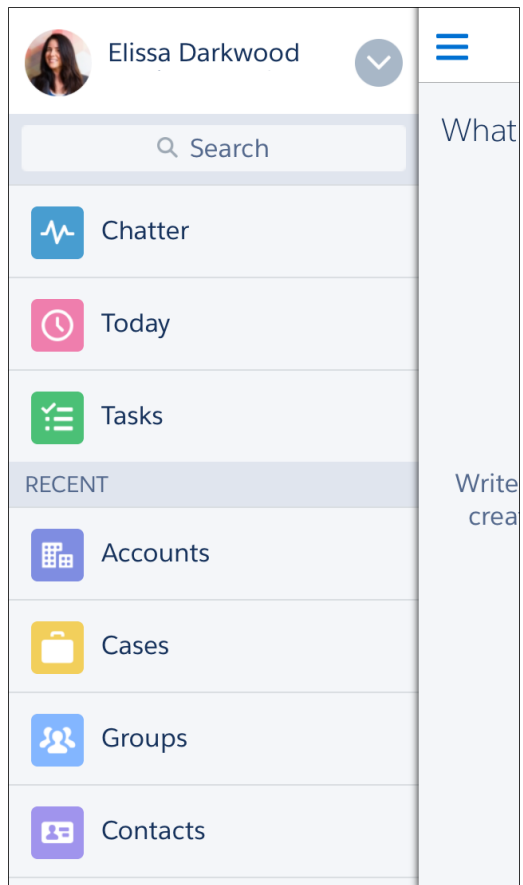 Elissa Darkwood
Search
Chatter
Today
Tasks
RECENT
Accounts
Cases
Groups
Contacts
What
Write
crea